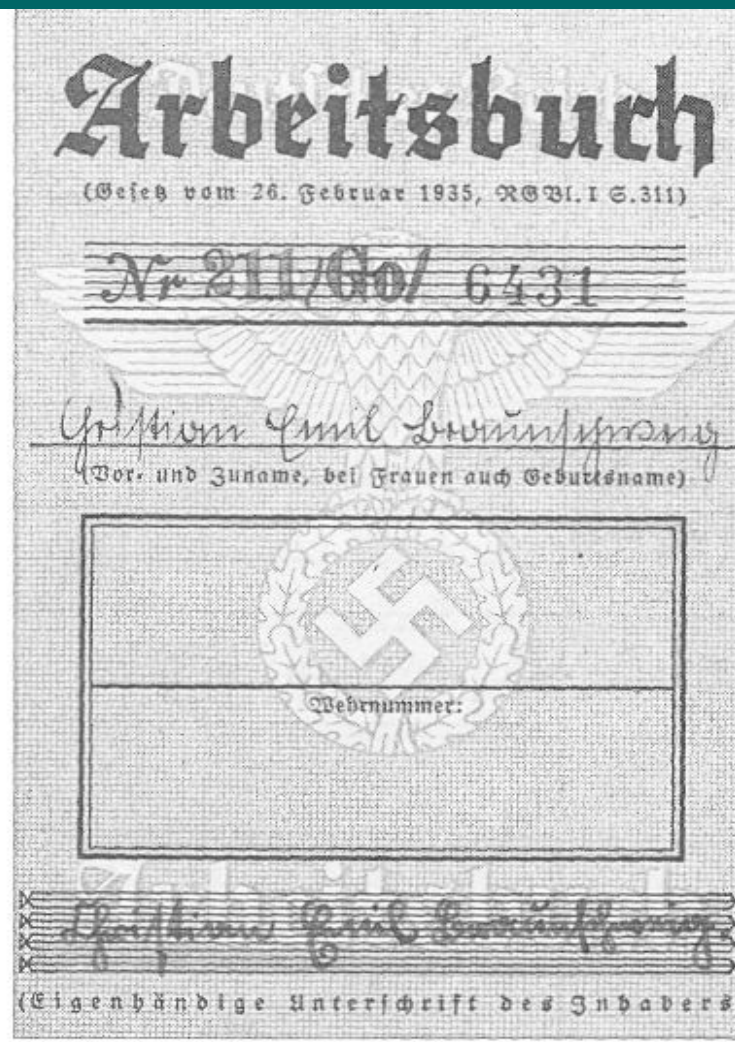 Arbeitsbuch
(Gesetz vom 26. Februar 1935, RGBl. I S. 311)
Nr 211/Go/ 6431
Christian Emil Braunschweig
(Vor- und Zuname, bei Frauen auch Geburtsname)
Wehrnummer:
Christian Emil Braunschweig.
(Eigenhändige Unterschrift des Inhabers